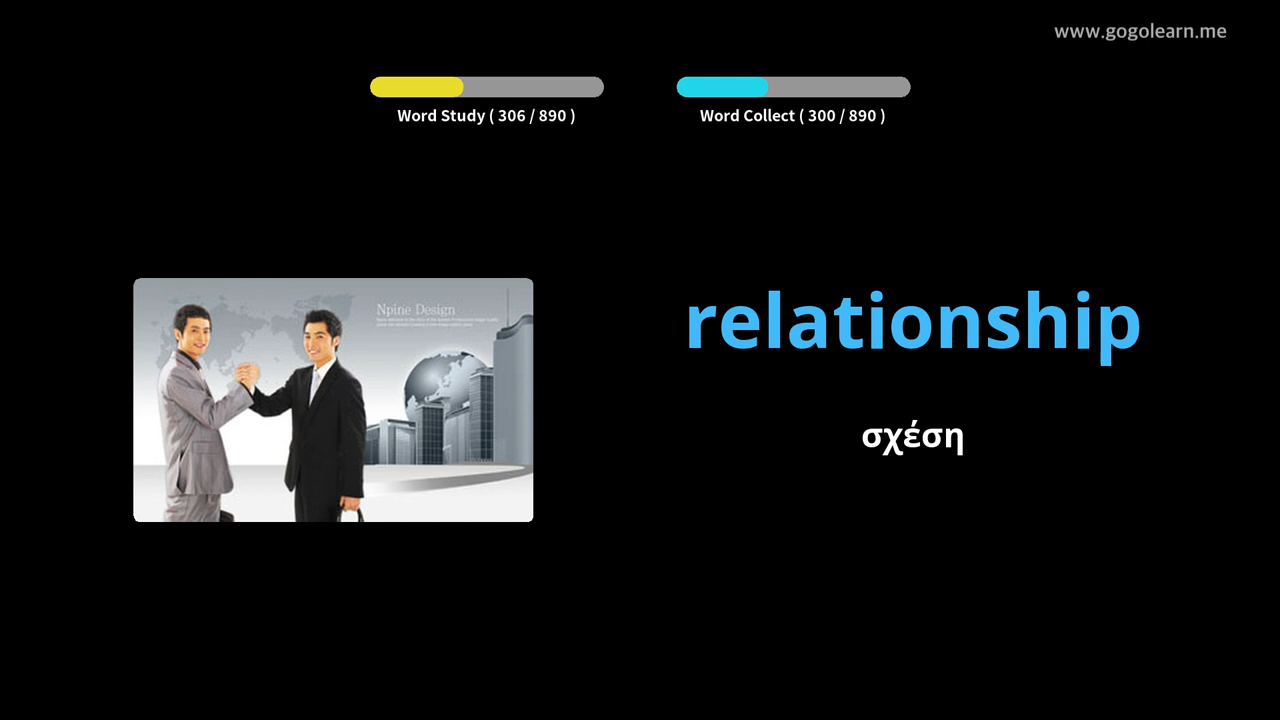 www.gogolearn.me
Word Study ( 306 / 890 )
Word Collect ( 300 / 890 )
Npine Design
relationship
σχέση